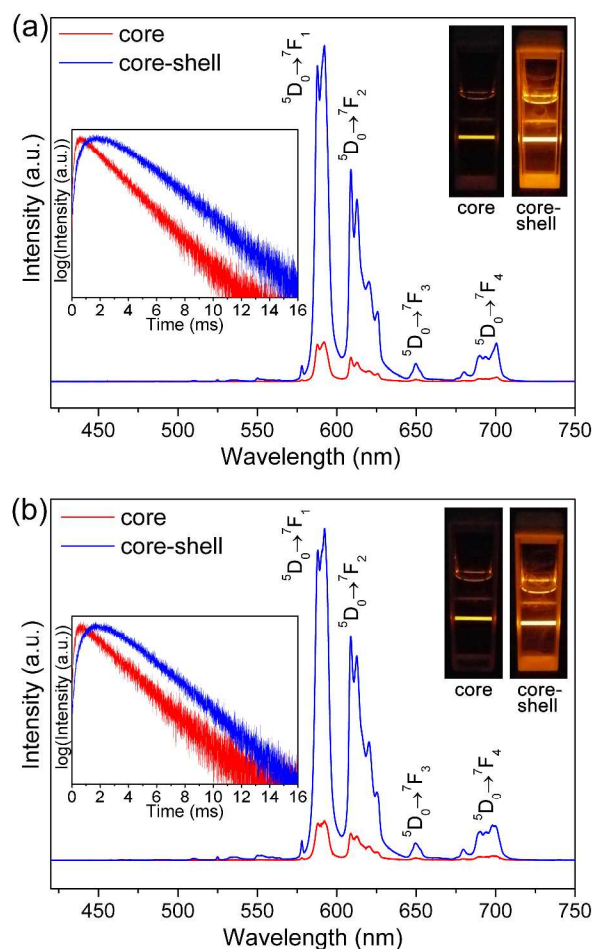 (a)
core
core-shell
⁵D₀→⁷F₁
⁵D₀→⁷F₂
⁵D₀→⁷F₃
⁵D₀→⁷F₄
core
core-
shell
log(Intensity (a.u.))
0 2 4 6 8 10 12 14 16
Time (ms)
Intensity (a.u.)
450 500 550 600 650 700 750
Wavelength (nm)
(b)
core
core-shell
⁵D₀→⁷F₁
⁵D₀→⁷F₂
⁵D₀→⁷F₃
⁵D₀→⁷F₄
core
core-
shell
log(Intensity (a.u.))
0 2 4 6 8 10 12 14 16
Time (ms)
Intensity (a.u.)
450 500 550 600 650 700 750
Wavelength (nm)